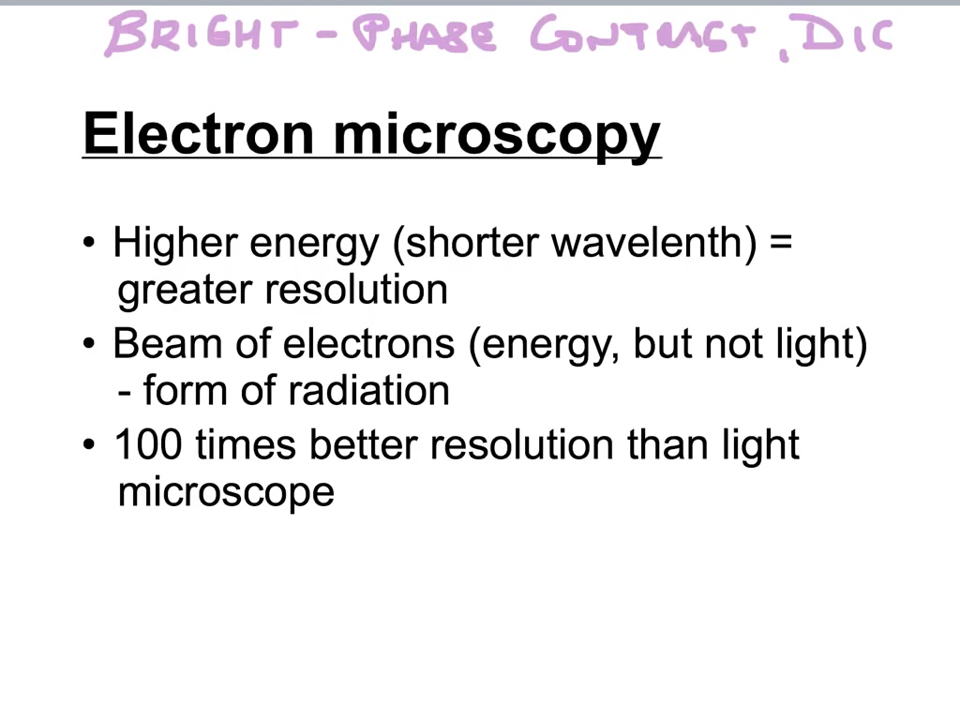 BRIGHT - PHASE CONTRAST, DIC
Electron microscopy
• Higher energy (shorter wavelenth) =
greater resolution
• Beam of electrons (energy, but not light)
- form of radiation
• 100 times better resolution than light
microscope